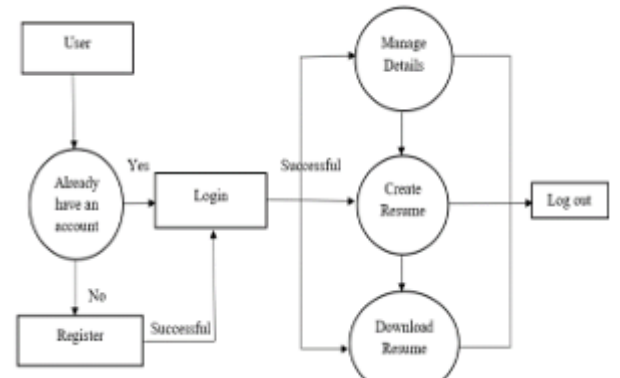 User
Manage
Details
Already
have an
account
Yes
Login
Successful
Create
Resume
Log out
No
Register
Successful
Download
Resume